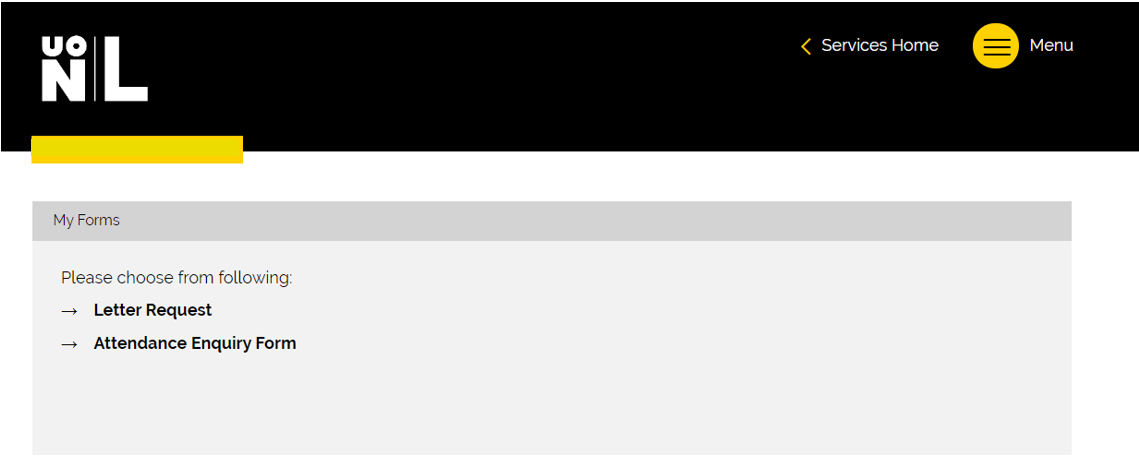 UO
N L
Services Home
Menu
My Forms
Please choose from following:
→ Letter Request
→ Attendance Enquiry Form